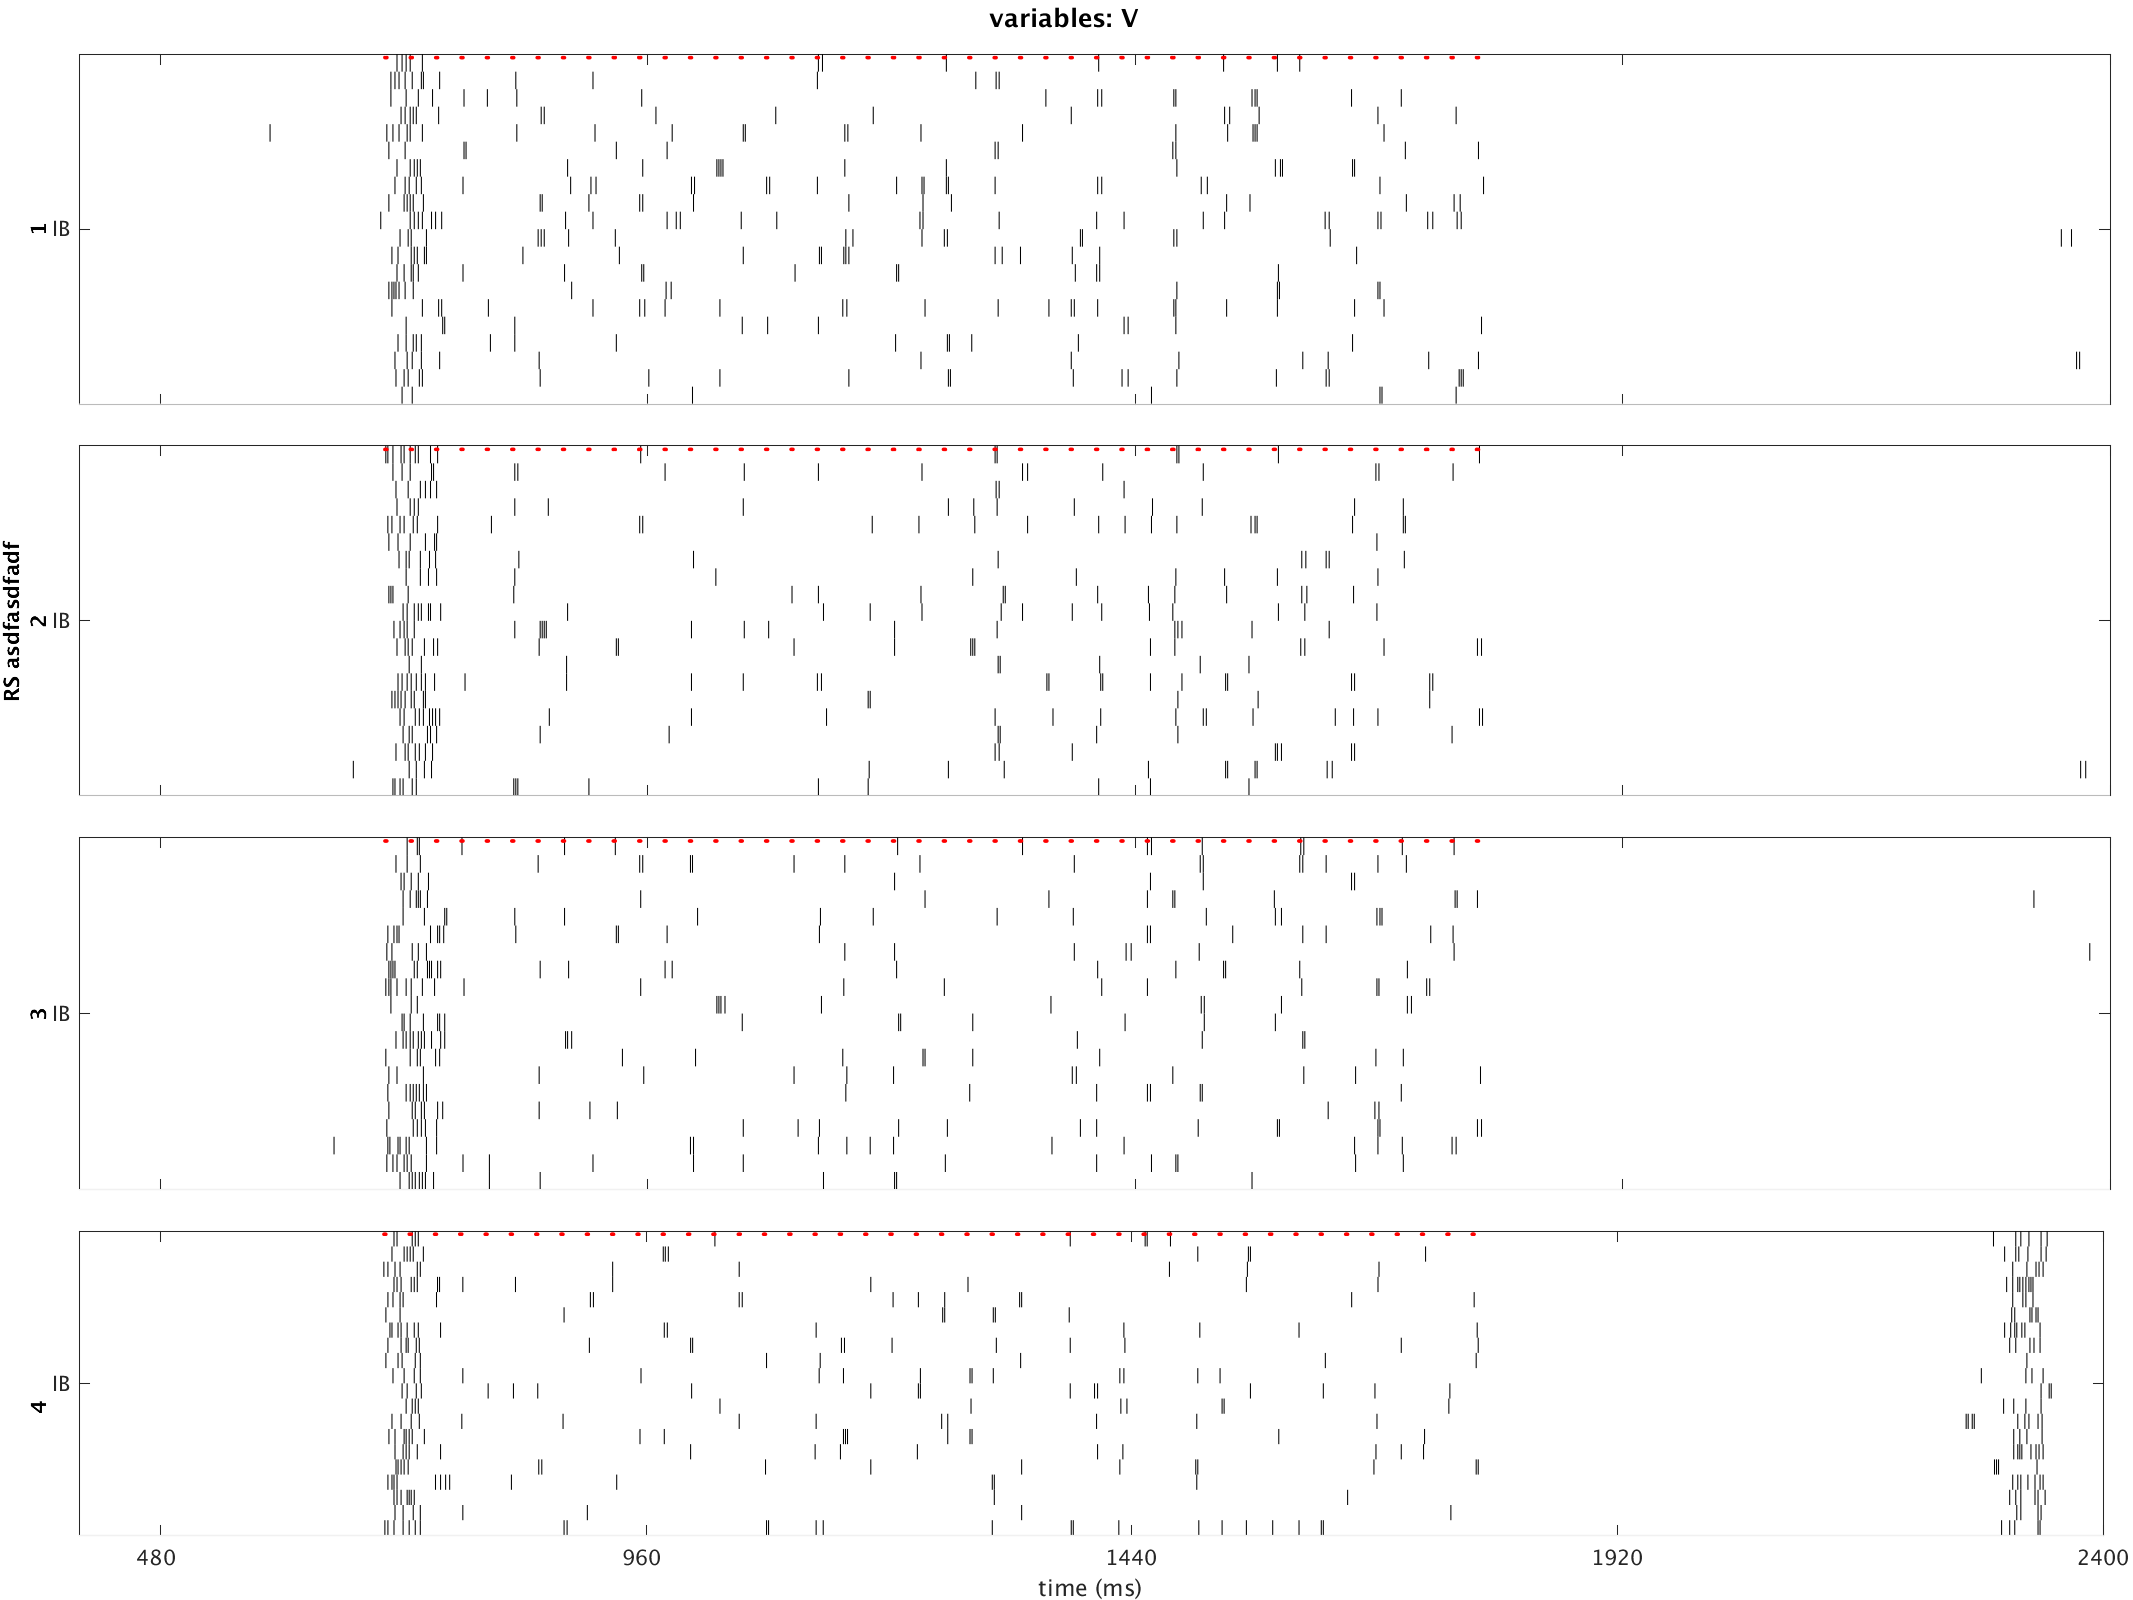 variables: V
1 IB
RS asdfasdfadf
2 IB
3 IB
4 IB
480 960 1440 1920 2400
time (ms)